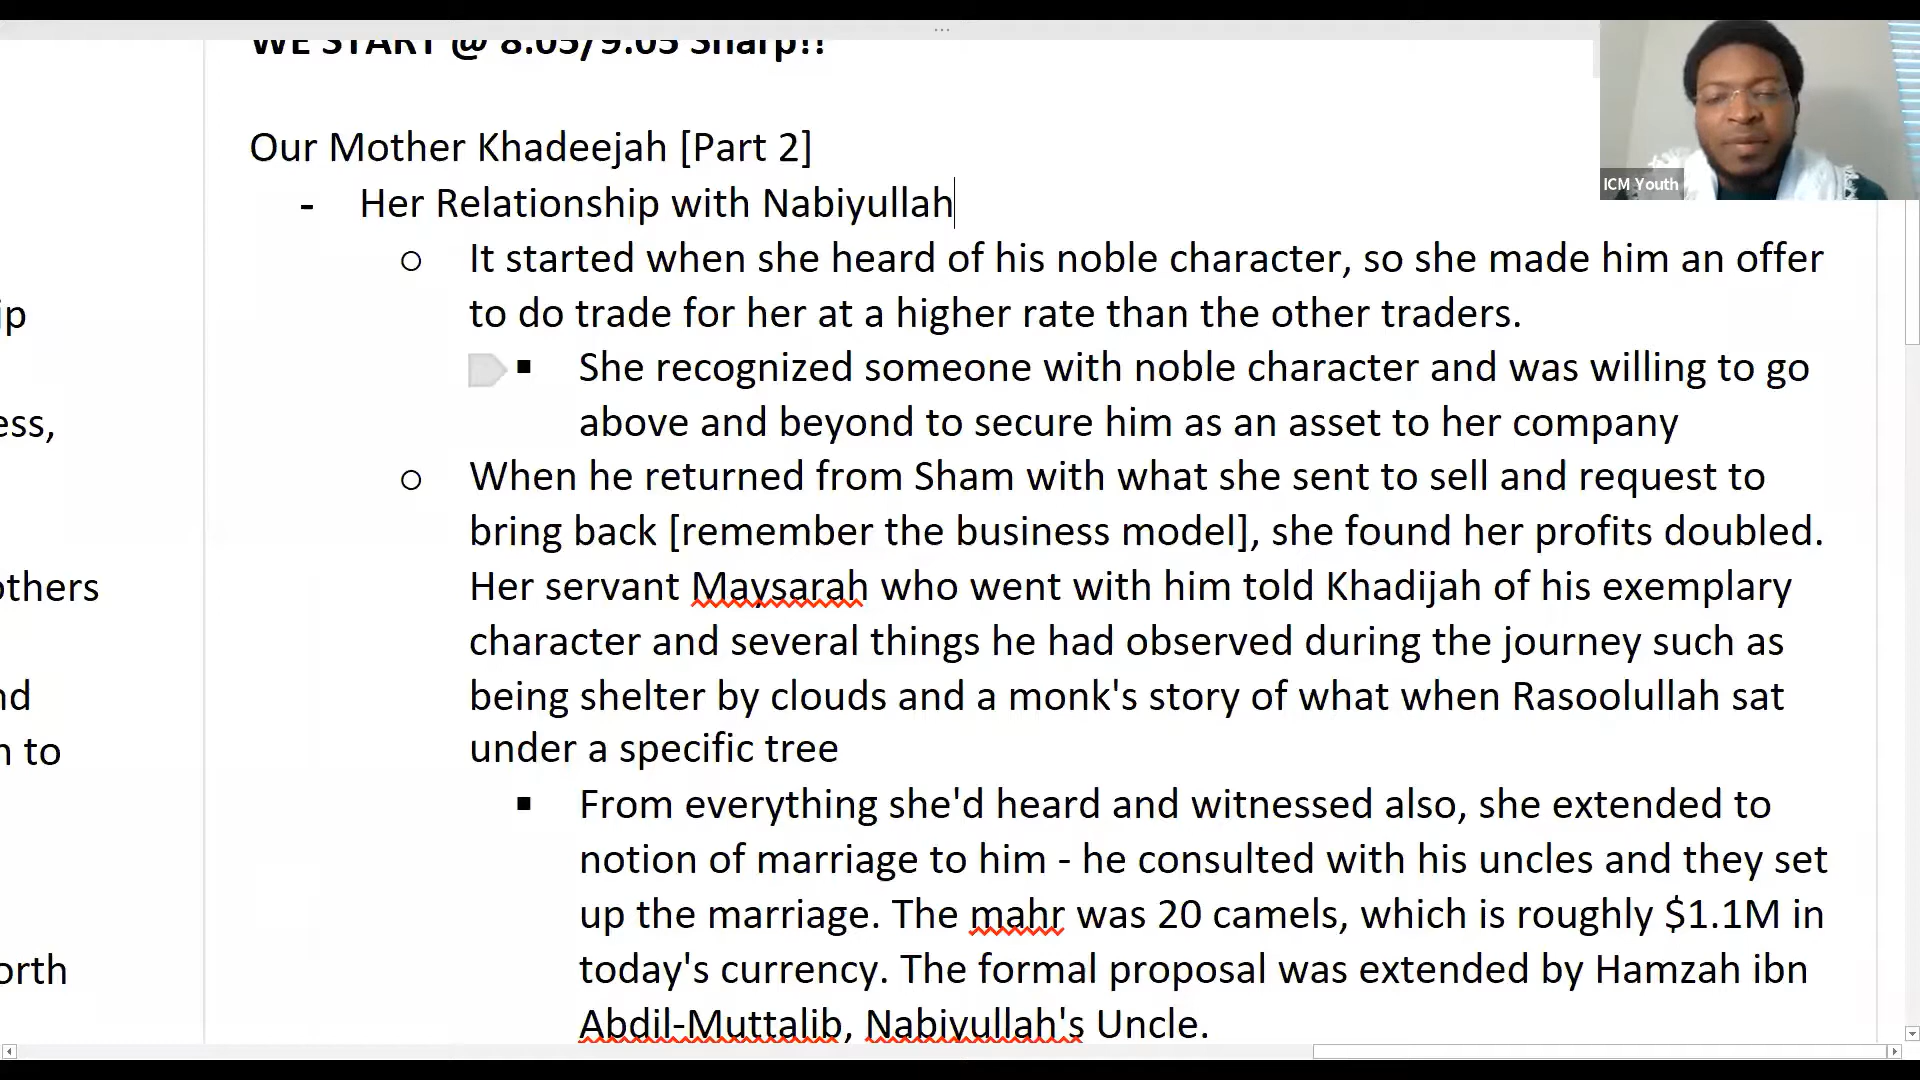 WE START @ 8.05/9.05 Sharp!!
ICM Youth
Our Mother Khadeejah [Part 2]
- Her Relationship with Nabiyullah
o It started when she heard of his noble character, so she made him an offer
to do trade for her at a higher rate than the other traders.
▪ She recognized someone with noble character and was willing to go
above and beyond to secure him as an asset to her company
o When he returned from Sham with what she sent to sell and request to
bring back [remember the business model], she found her profits doubled.
Her servant Maysarah who went with him told Khadijah of his exemplary
character and several things he had observed during the journey such as
being shelter by clouds and a monk's story of what when Rasoolullah sat
under a specific tree
▪ From everything she'd heard and witnessed also, she extended to
notion of marriage to him - he consulted with his uncles and they set
up the marriage. The mahr was 20 camels, which is roughly $1.1M in
today's currency. The formal proposal was extended by Hamzah ibn
Abdil-Muttalib, Nabiyullah's Uncle.
to